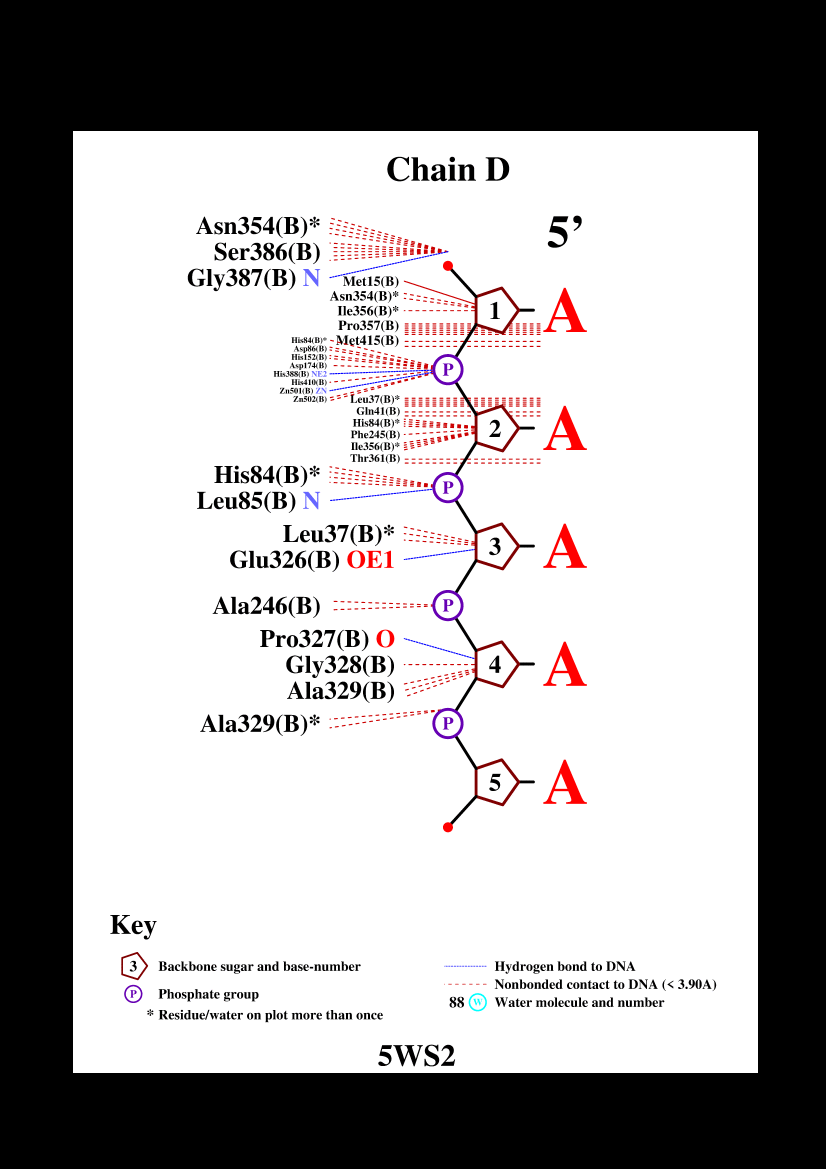 Chain D
5’
Asn354(B)*
Ser386(B)
Gly387(B) N
Met15(B)
Asn354(B)*
Ile356(B)*
Pro357(B)
Met415(B)
1
A
His84(B)*
Asp86(B)
His152(B)
Asp174(B)
His388(B) NE2
His410(B)
Zn501(B) ZN
Zn502(B)
P
Leu37(B)*
Gln41(B)
His84(B)*
Phe245(B)
Ile356(B)*
Thr361(B)
2
A
His84(B)*
Leu85(B) N
P
Leu37(B)*
Glu326(B) OE1
3
A
Ala246(B)
P
Pro327(B) O
Gly328(B)
Ala329(B)
4
A
Ala329(B)*
P
5
A
Key
3 Backbone sugar and base-number
P Phosphate group
* Residue/water on plot more than once
Hydrogen bond to DNA
Nonbonded contact to DNA (< 3.90A)
88 W Water molecule and number
5WS2